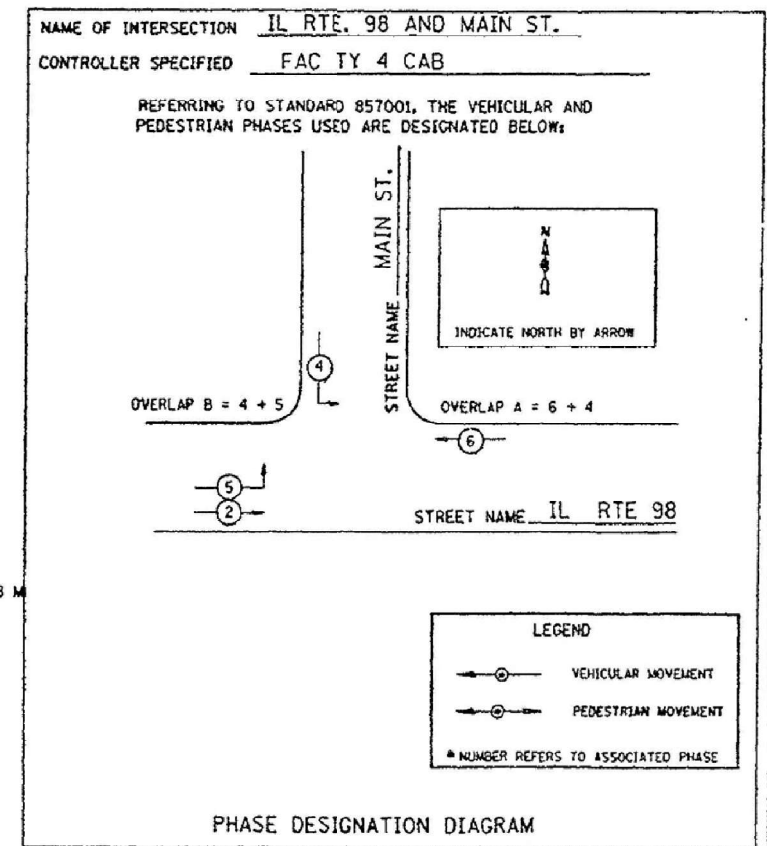 NAME OF INTERSECTION IL RTE. 98 AND MAIN ST.
CONTROLLER SPECIFIED FAC TY 4 CAB
REFERRING TO STANDARD 857001, THE VEHICULAR AND
PEDESTRIAN PHASES USED ARE DESIGNATED BELOW:
STREET NAME MAIN ST.
N
INDICATE NORTH BY ARROW
4
OVERLAP B = 4 + 5
OVERLAP A = 6 + 4
6
5
2
STREET NAME IL RTE 98
3 M
LEGEND
VEHICULAR MOVEMENT
PEDESTRIAN MOVEMENT
* NUMBER REFERS TO ASSOCIATED PHASE
PHASE DESIGNATION DIAGRAM